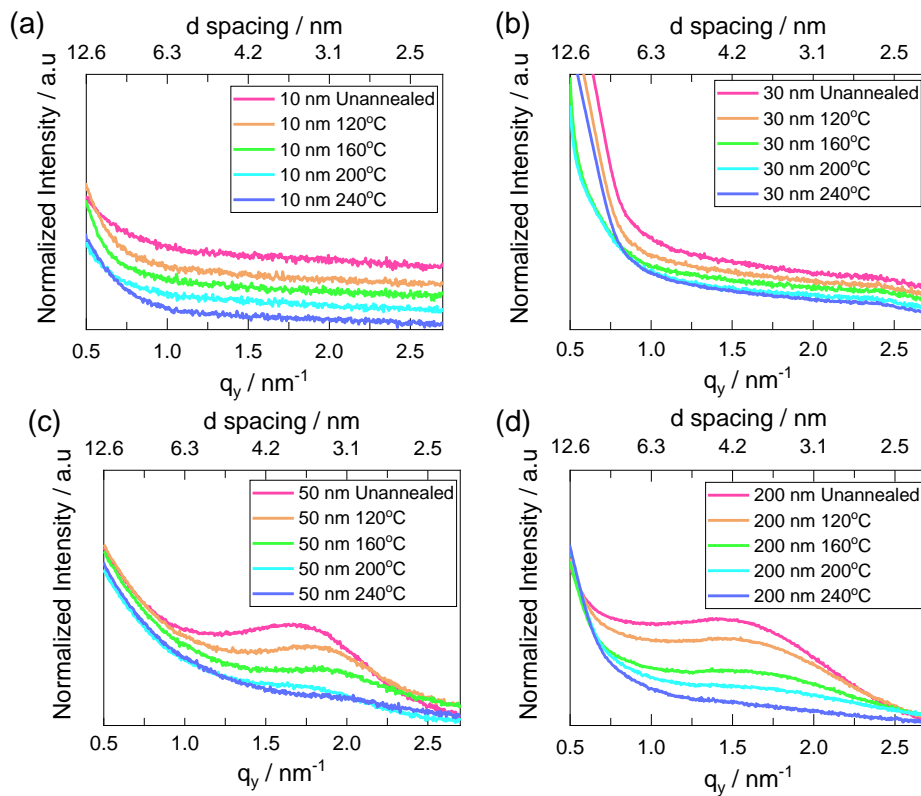 (a)
d spacing / nm
12.6 6.3 4.2 3.1 2.5
Normalized Intensity / a.u
10 nm Unannealed
10 nm 120°C
10 nm 160°C
10 nm 200°C
10 nm 240°C
0.5 1.0 1.5 2.0 2.5
q_y / nm⁻¹
(b)
d spacing / nm
12.6 6.3 4.2 3.1 2.5
Normalized Intensity / a.u
30 nm Unannealed
30 nm 120°C
30 nm 160°C
30 nm 200°C
30 nm 240°C
0.5 1.0 1.5 2.0 2.5
q_y / nm⁻¹
(c)
d spacing / nm
12.6 6.3 4.2 3.1 2.5
Normalized Intensity / a.u
50 nm Unannealed
50 nm 120°C
50 nm 160°C
50 nm 200°C
50 nm 240°C
0.5 1.0 1.5 2.0 2.5
q_y / nm⁻¹
(d)
d spacing / nm
12.6 6.3 4.2 3.1 2.5
Normalized Intensity / a.u
200 nm Unannealed
200 nm 120°C
200 nm 160°C
200 nm 200°C
200 nm 240°C
0.5 1.0 1.5 2.0 2.5
q_y / nm⁻¹